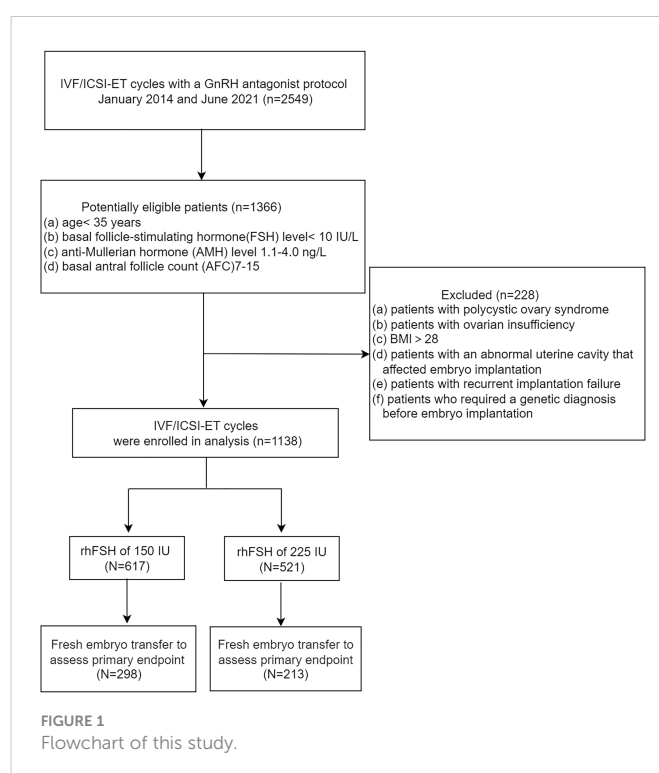 IVF/ICSI-ET cycles with a GnRH antagonist protocol
January 2014 and June 2021 (n=2549)
Potentially eligible patients (n=1366)
(a) age< 35 years
(b) basal follicle-stimulating hormone(FSH) level< 10 IU/L
(c) anti-Mullerian hormone (AMH) level 1.1-4.0 ng/L
(d) basal antral follicle count (AFC)7-15
Excluded (n=228)
(a) patients with polycystic ovary syndrome
(b) patients with ovarian insufficiency
(c) BMI > 28
(d) patients with an abnormal uterine cavity that
affected embryo implantation
(e) patients with recurrent implantation failure
(f) patients who required a genetic diagnosis
before embryo implantation
IVF/ICSI-ET cycles
were enrolled in analysis (n=1138)
rhFSH of 150 IU
(N=617)
rhFSH of 225 IU
(N=521)
Fresh embryo transfer to
assess primary endpoint
(N=298)
Fresh embryo transfer to
assess primary endpoint
(N=213)
FIGURE 1
Flowchart of this study.